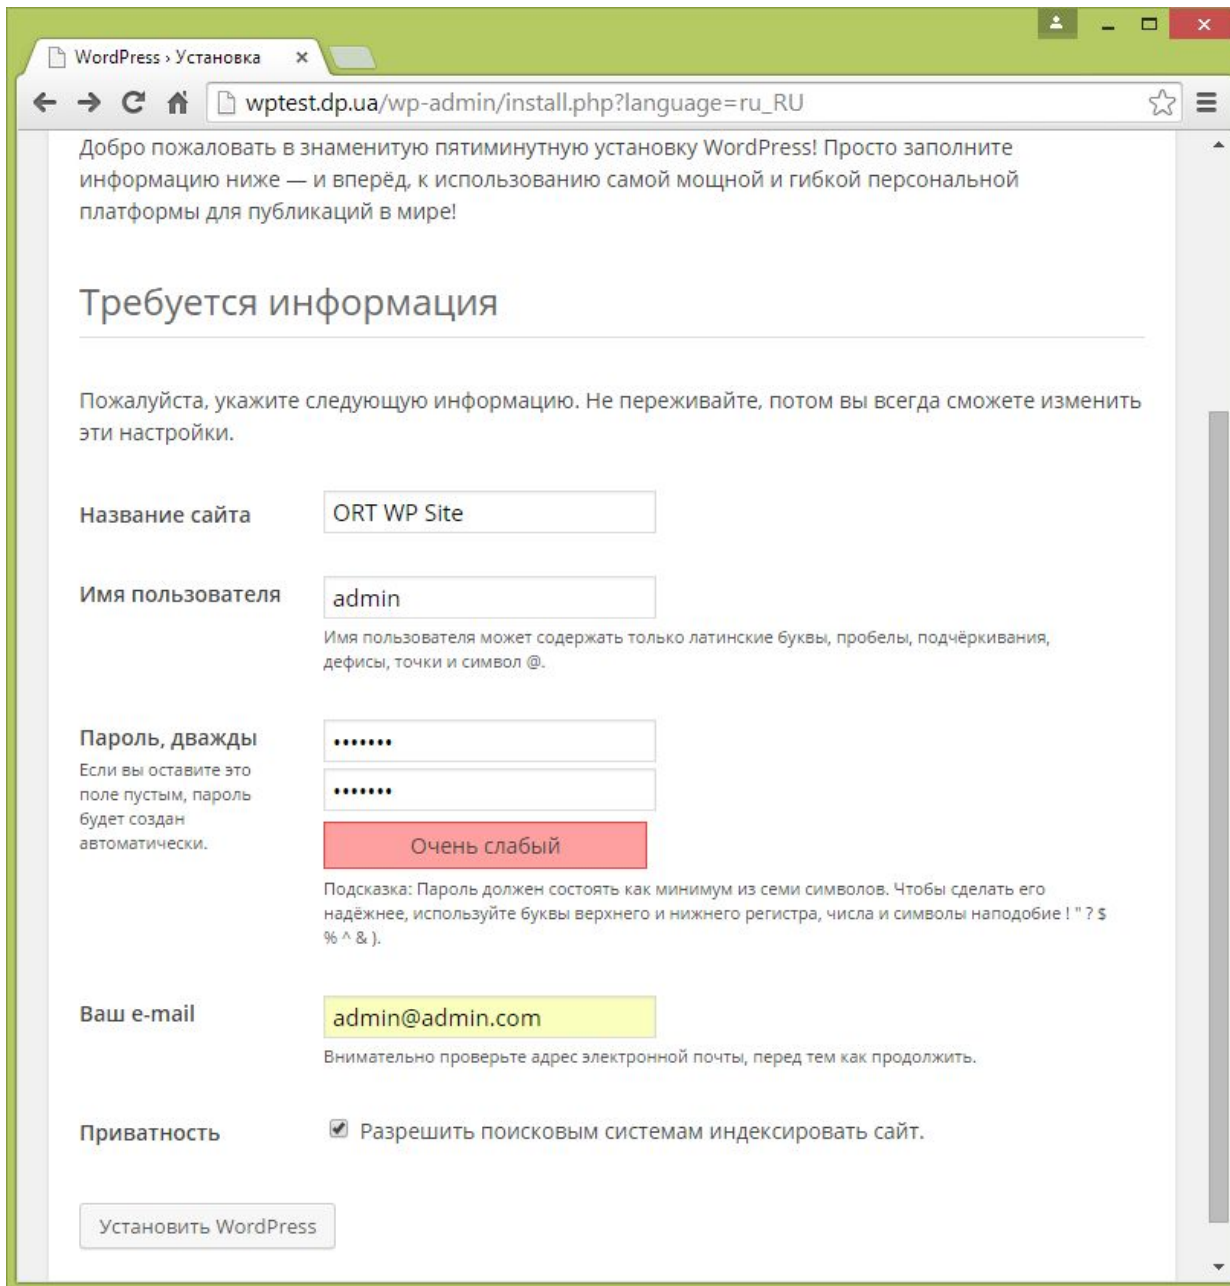 WordPress › Установка
wptest.dp.ua/wp-admin/install.php?language=ru_RU
Добро пожаловать в знаменитую пятиминутную установку WordPress! Просто заполните
информацию ниже — и вперёд, к использованию самой мощной и гибкой персональной
платформы для публикаций в мире!
Требуется информация
Пожалуйста, укажите следующую информацию. Не переживайте, потом вы всегда сможете изменить
эти настройки.
Название сайта
ORT WP Site
Имя пользователя
admin
Имя пользователя может содержать только латинские буквы, пробелы, подчёркивания,
дефисы, точки и символ @.
Пароль, дважды
Если вы оставите это
поле пустым, пароль
будет создан
автоматически.
•••••••
•••••••
Очень слабый
Подсказка: Пароль должен состоять как минимум из семи символов. Чтобы сделать его
надёжнее, используйте буквы верхнего и нижнего регистра, числа и символы наподобие ! " ? $
% ^ & ).
Ваш e-mail
admin@admin.com
Внимательно проверьте адрес электронной почты, перед тем как продолжить.
Приватность
Разрешить поисковым системам индексировать сайт.
Установить WordPress